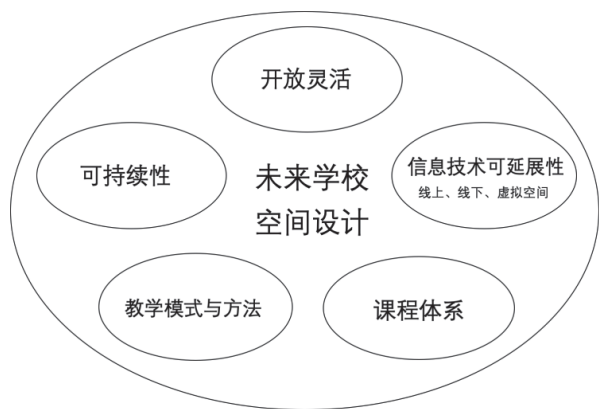 开放灵活
可持续性
信息技术可延展性
线上、线下、虚拟空间
未来学校
空间设计
教学模式与方法
课程体系